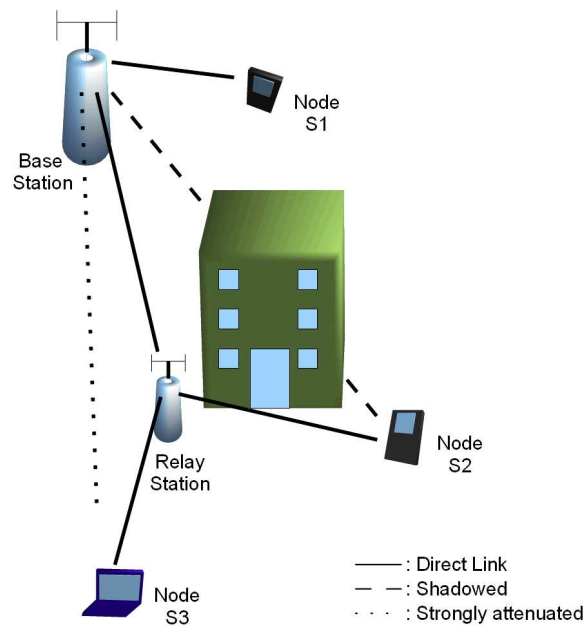 Node
S1
Base
Station
Node
S2
Relay
Station
Node
S3
: Direct Link
: Shadowed
: Strongly attenuated